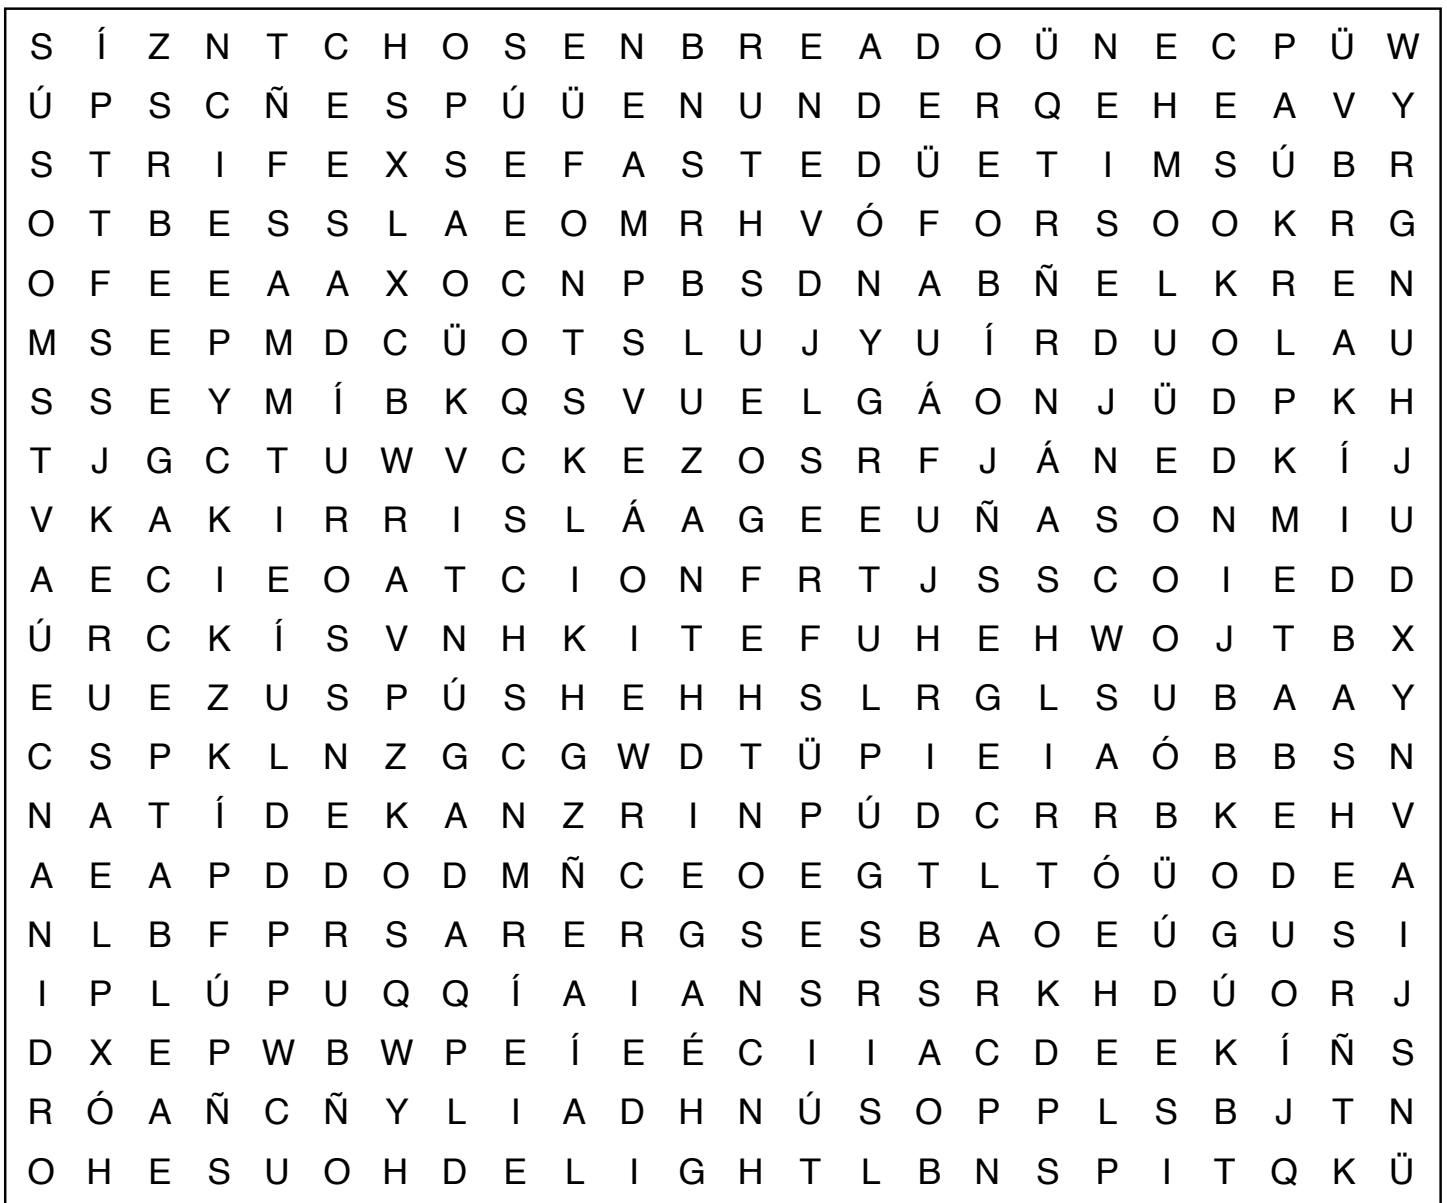 S Í Z N T C H O S E N B R E A D O Ü N E C P Ü W
Ú P S C Ñ E S P Ú Ü E N U N D E R Q E H E A V Y
S T R I F E X S E F A S T E D Ü E T I M S Ú B R
O T B E S S L A E O M R H V Ó F O R S O O K R G
O F E E A A X O C N P B S D N A B Ñ E L K R E N
M S E P M D C Ü O T S L U J Y U Í R D U O L A U
S S E Y M Í B K Q S V U E L G Á O N J Ü D P K H
T J G C T U W V C K E Z O S R F J Á N E D K Í J
V K A K I R R I S L Á A G E E U Ñ A S O N M I U
A E C I E O A T C I O N F R T J S S C O I E D D
Ú R C K Í S V N H K I T E F U H E H W O J T B X
E U E Z U S P Ú S H E H H S L R G L S U B A A Y
C S P K L N Z G C G W D T Ü P I E I A Ó B B S N
N A T Í D E K A N Z R I N P Ú D C R R B K E H V
A E A P D D O D M Ñ C E O E G T L T Ó Ü O D E A
N L B F P R S A R E R G S E S B A O E Ú G U S I
I P L Ú P U Q Q Í A I A N S R S R K H D Ú O R J
D X E P W B W P E Í E É C I I A C D E E K Í Ñ S
R Ó A Ñ C Ñ Y L I A D H N Ú S O P P L S B J T N
O H E S U O H D E L I G H T L B N S P I T Q K Ü